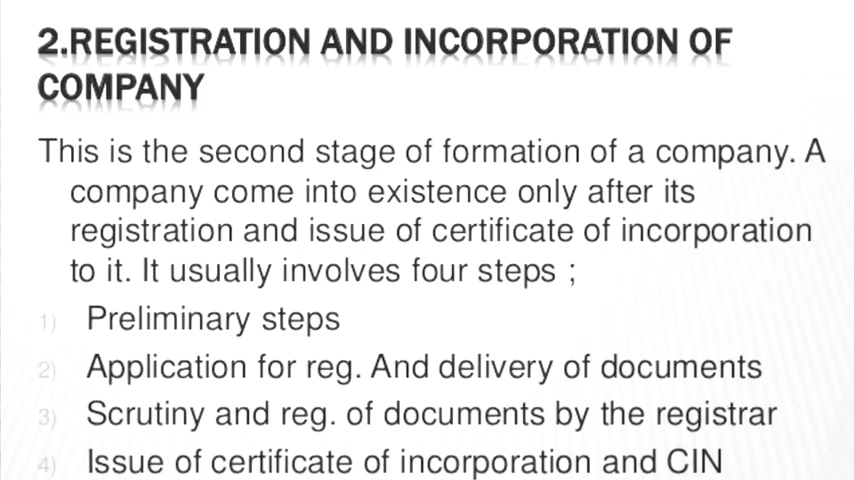 2.REGISTRATION AND INCORPORATION OF
COMPANY
This is the second stage of formation of a company. A
company come into existence only after its
registration and issue of certificate of incorporation
to it. It usually involves four steps ;
1) Preliminary steps
2) Application for reg. And delivery of documents
3) Scrutiny and reg. of documents by the registrar
4) Issue of certificate of incorporation and CIN